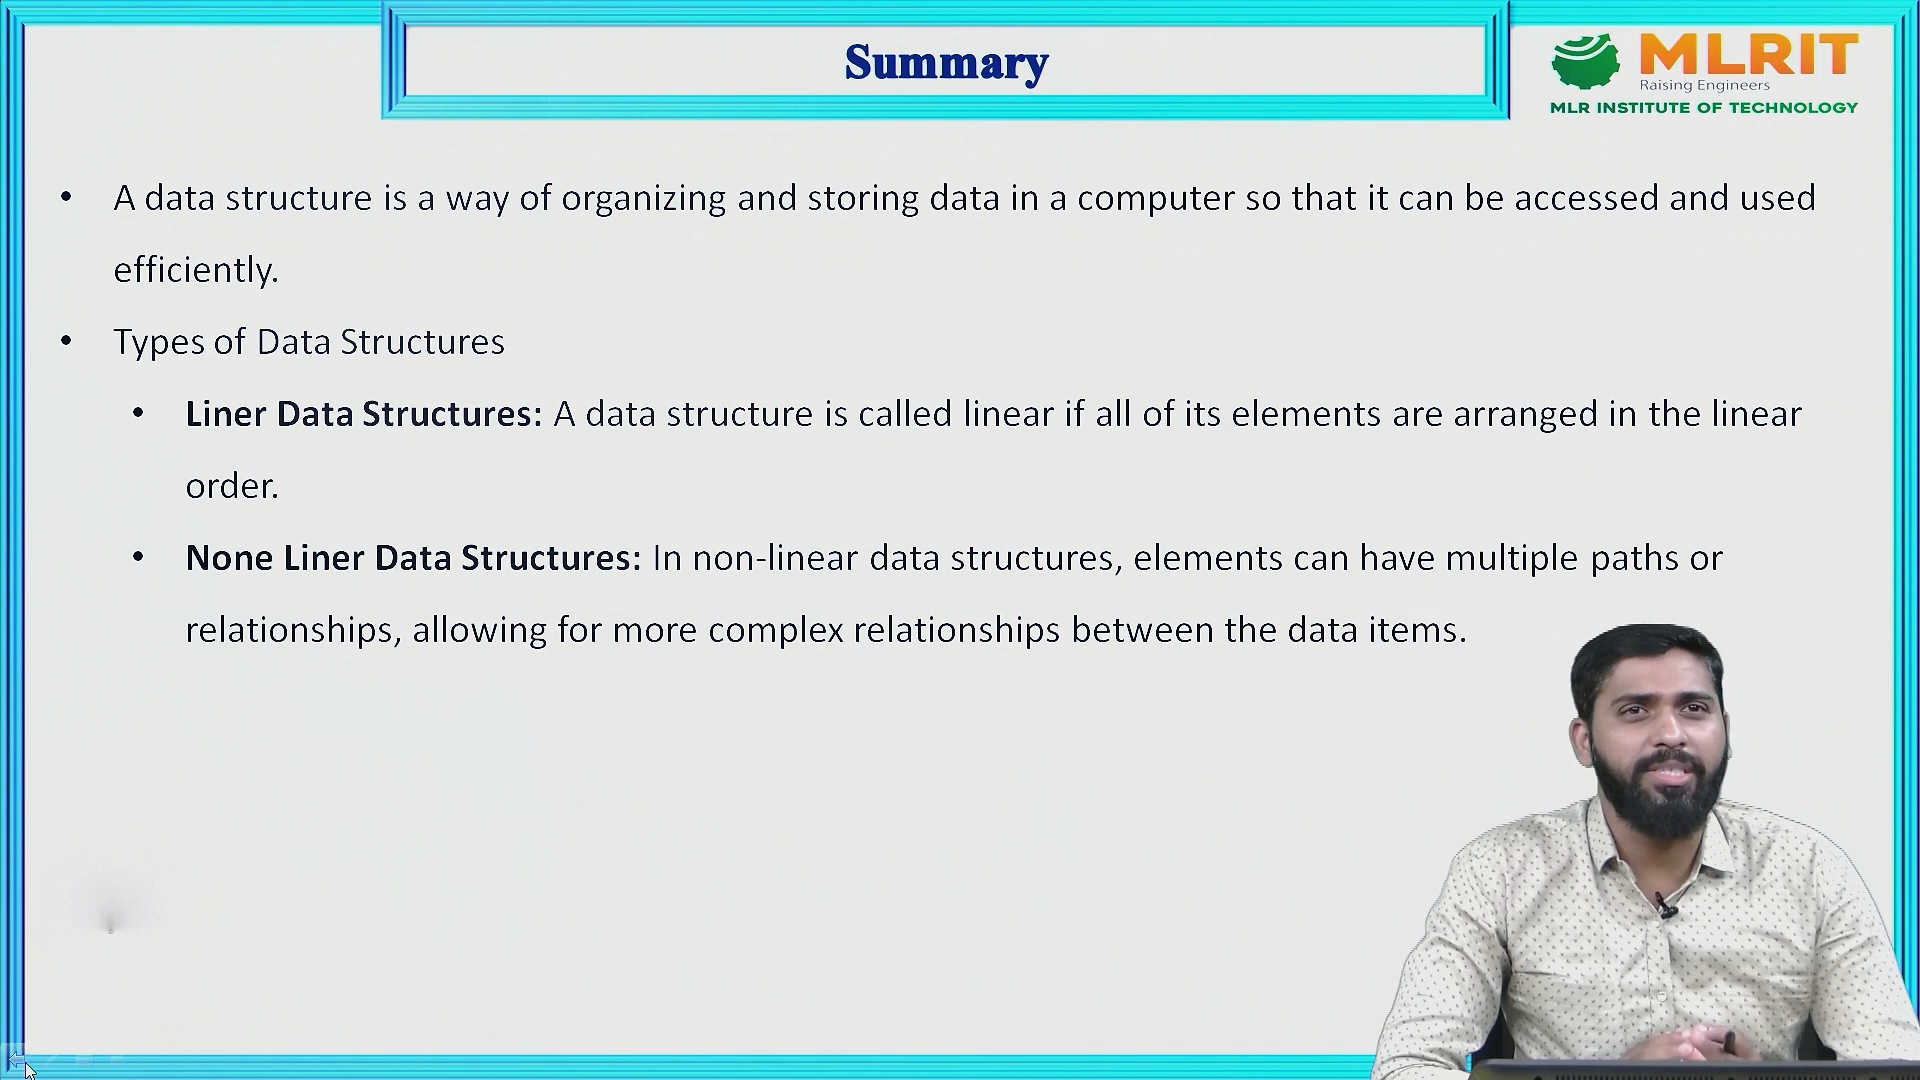 Summary
MLRIT
Raising Engineers
MLR INSTITUTE OF TECHNOLOGY
• A data structure is a way of organizing and storing data in a computer so that it can be accessed and used
efficiently.
• Types of Data Structures
• Liner Data Structures: A data structure is called linear if all of its elements are arranged in the linear
order.
• None Liner Data Structures: In non-linear data structures, elements can have multiple paths or
relationships, allowing for more complex relationships between the data items.